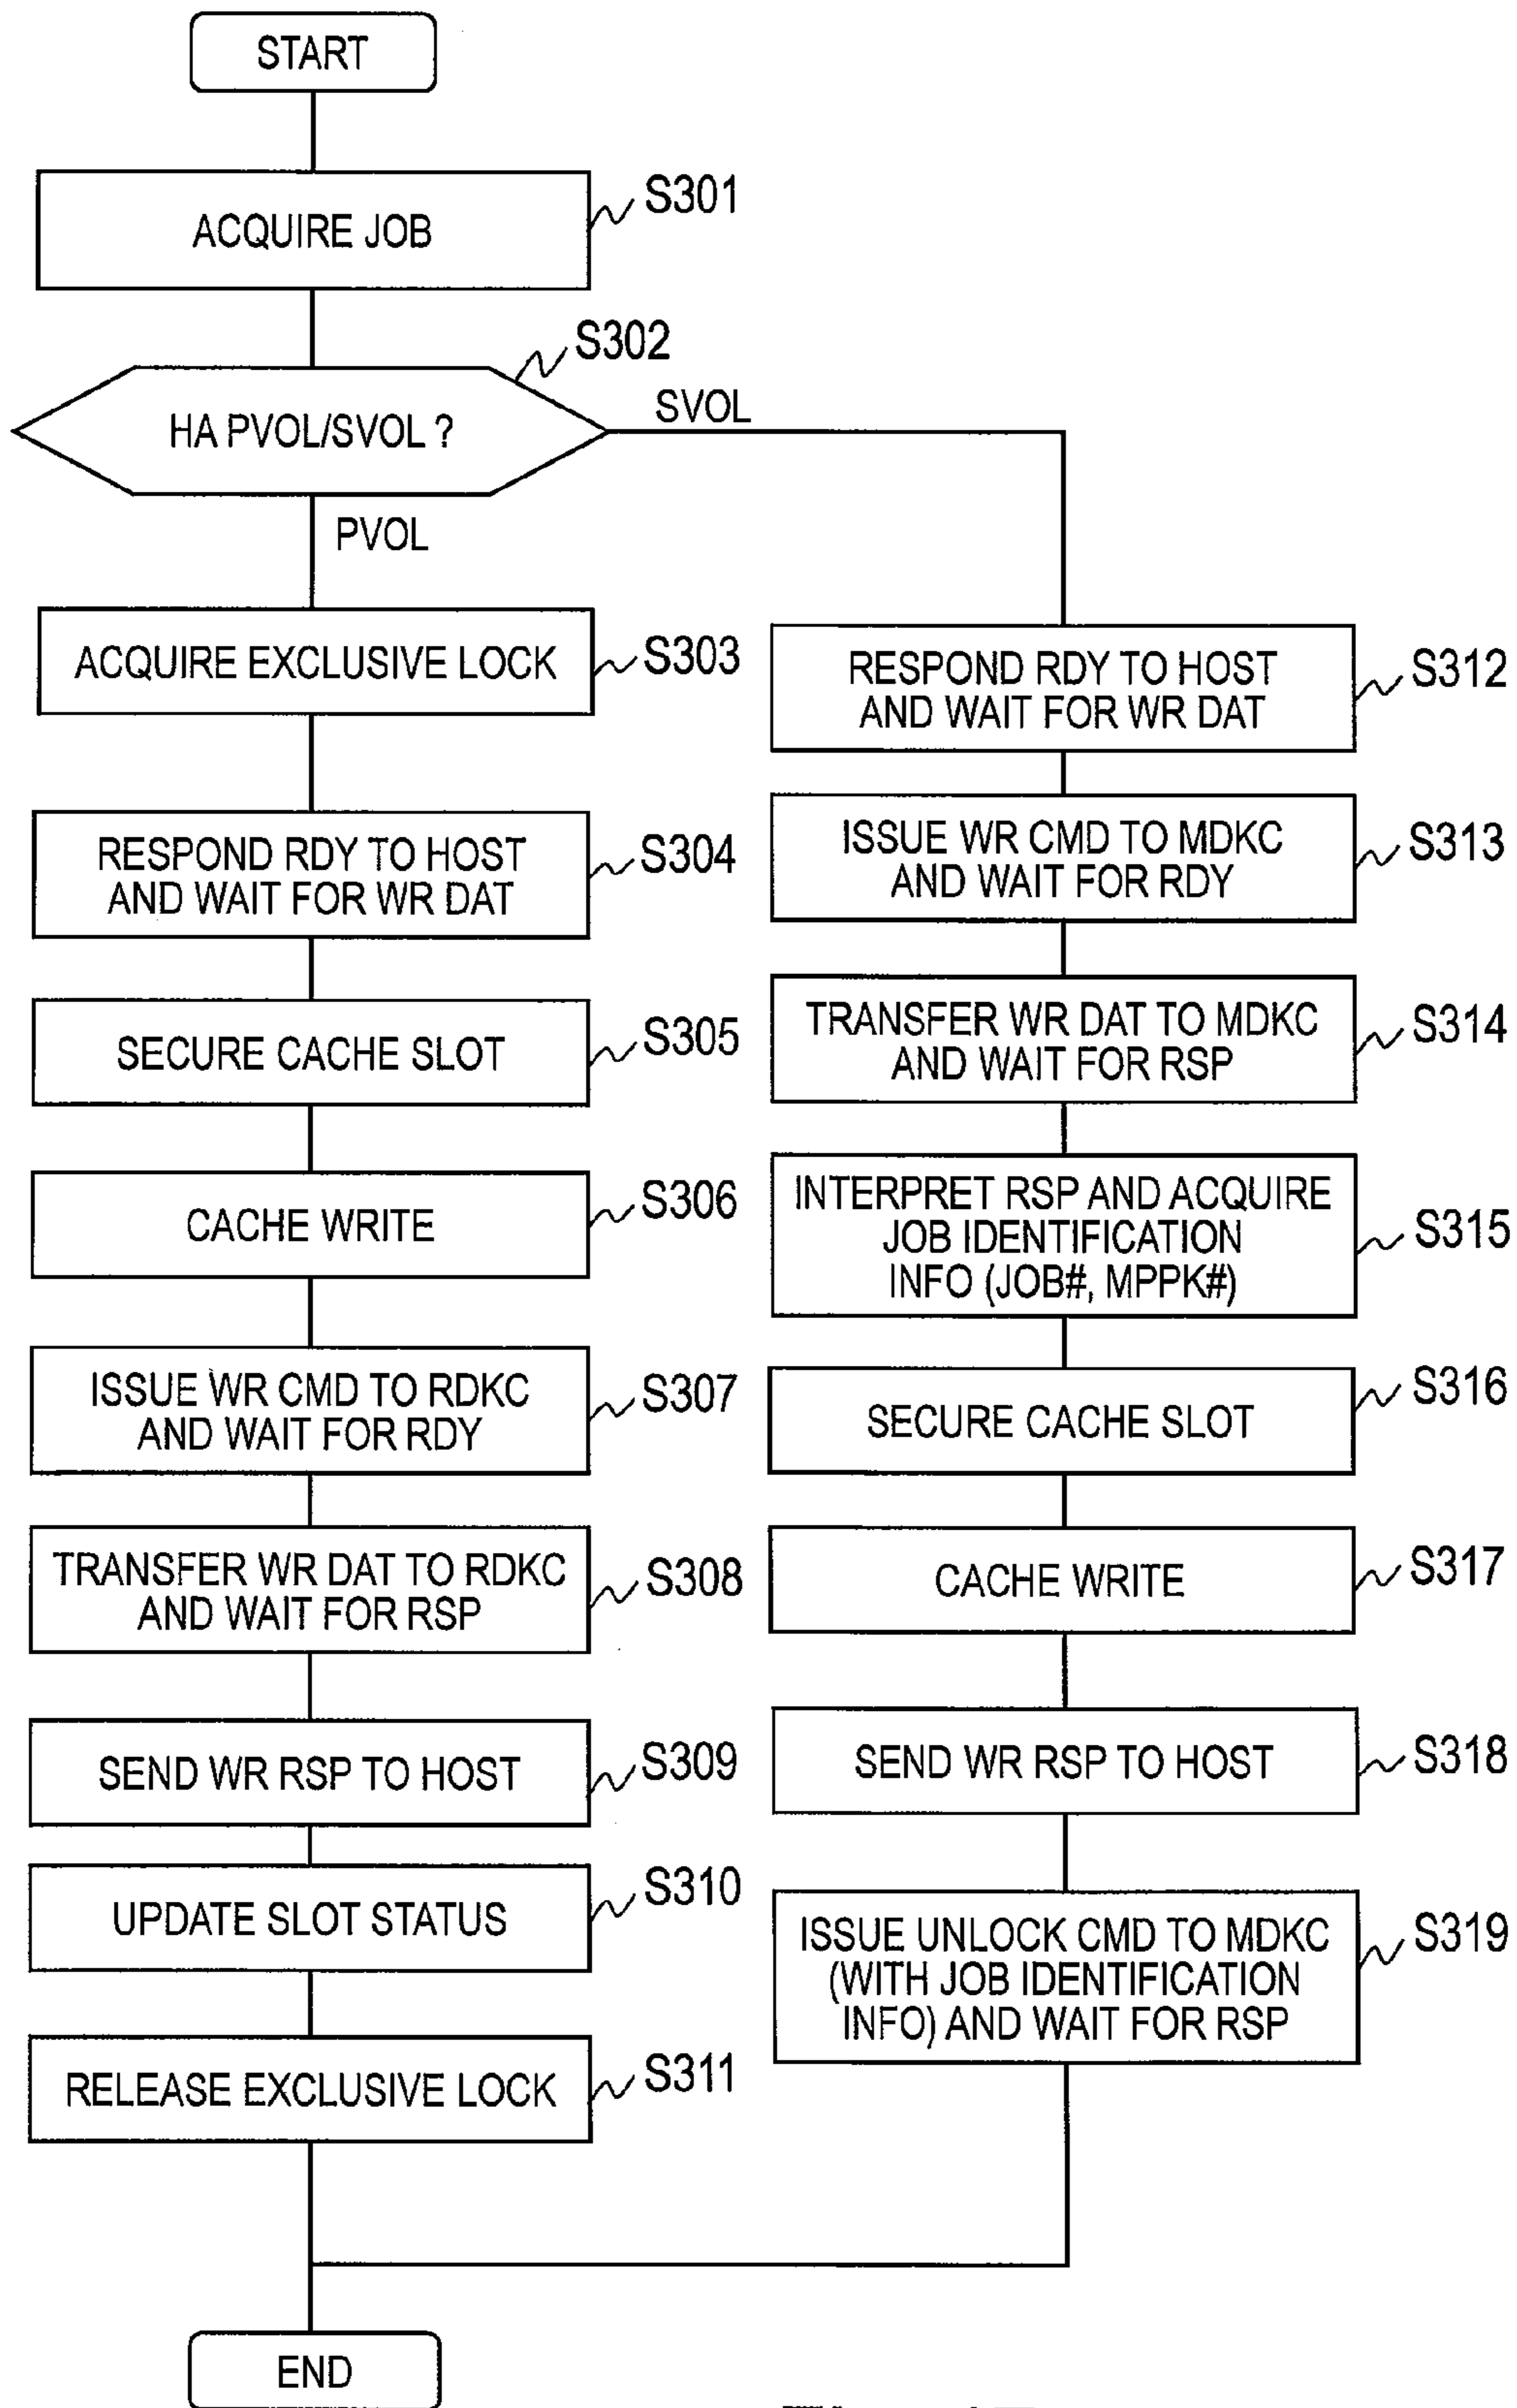 START
ACQUIRE JOB
S301
S302
HA PVOL/SVOL ?
SVOL
PVOL
ACQUIRE EXCLUSIVE LOCK
S303
RESPOND RDY TO HOST
AND WAIT FOR WR DAT
S304
SECURE CACHE SLOT
S305
CACHE WRITE
S306
ISSUE WR CMD TO RDKC
AND WAIT FOR RDY
S307
TRANSFER WR DAT TO RDKC
AND WAIT FOR RSP
S308
SEND WR RSP TO HOST
S309
UPDATE SLOT STATUS
S310
RELEASE EXCLUSIVE LOCK
S311
RESPOND RDY TO HOST
AND WAIT FOR WR DAT
S312
ISSUE WR CMD TO MDKC
AND WAIT FOR RDY
S313
TRANSFER WR DAT TO MDKC
AND WAIT FOR RSP
S314
INTERPRET RSP AND ACQUIRE
JOB IDENTIFICATION
INFO (JOB#, MPPK#)
S315
SECURE CACHE SLOT
S316
CACHE WRITE
S317
SEND WR RSP TO HOST
S318
ISSUE UNLOCK CMD TO MDKC
(WITH JOB IDENTIFICATION
INFO) AND WAIT FOR RSP
S319
END